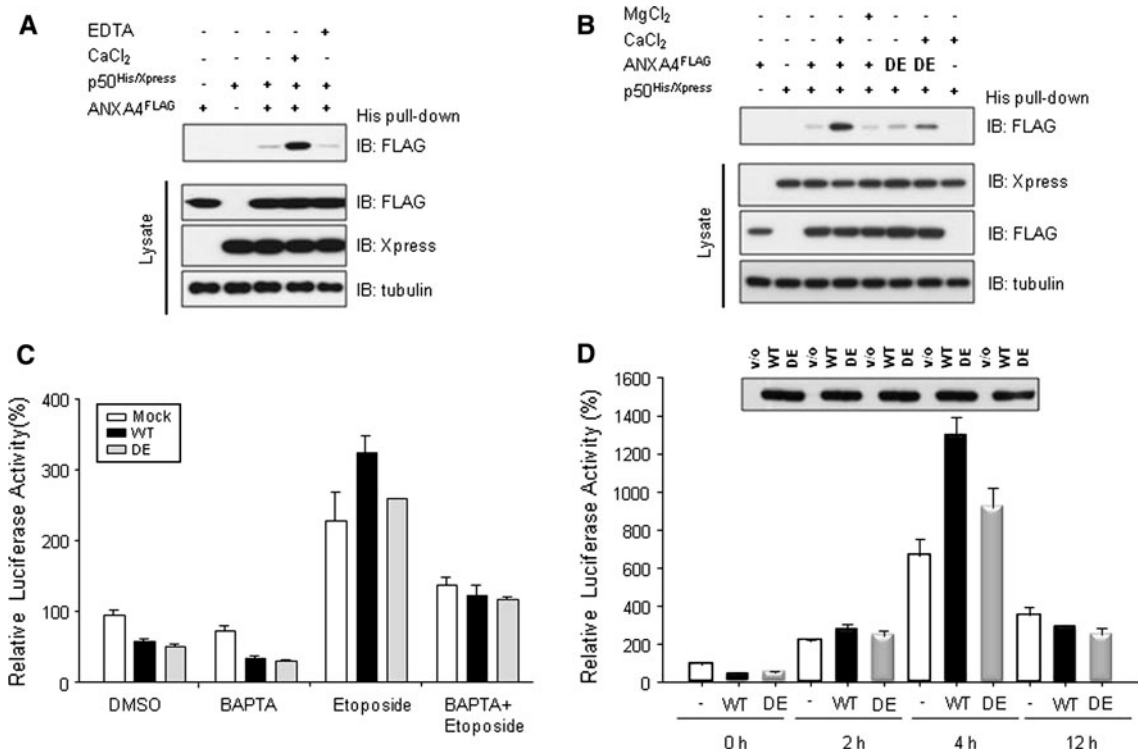 A
EDTA - - - - +
CaCl₂ - - - + -
p50His/Xpress - + + + +
ANXA4FLAG + - + + +
His pull-down
IB: FLAG
Lysate
IB: FLAG
IB: Xpress
IB: tubulin
B
MgCl₂ - - - - + - - -
CaCl₂ - - - + - - + +
ANXA4FLAG + - + + + DE DE -
p50His/Xpress - + + + + + + +
His pull-down
IB: FLAG
Lysate
IB: Xpress
IB: FLAG
IB: tubulin
C
Relative Luciferase Activity(%)
400
300
200
100
0
Mock
WT
DE
DMSO BAPTA Etoposide BAPTA+
Etoposide
D
Relative Luciferase Activity (%)
v/o WT DE v/o WT DE v/o WT DE v/o WT DE v/o WT DE
1600
1400
1200
1000
800
600
400
200
0
- WT DE - WT DE - WT DE - WT DE
0 h 2 h 4 h 12 h